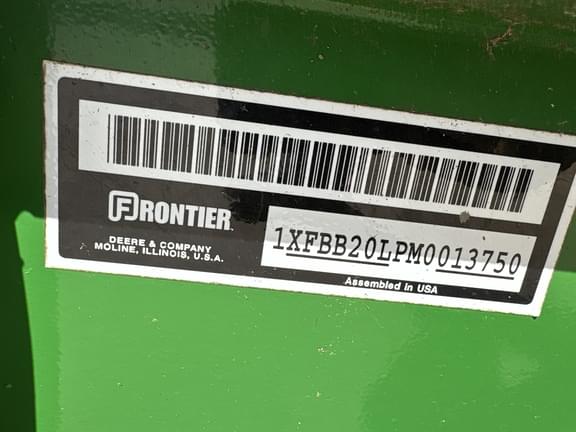 FRONTIER
DEERE & COMPANY
MOLINE, ILLINOIS, U.S.A.
1XFBB20LPM0013750
Assembled in USA